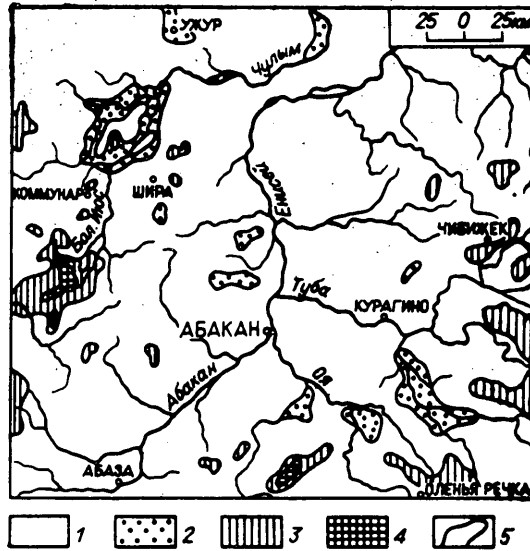 25 0 25км
УЖУР
Чулым
КОММУНАР
ШИРА
Енисей
ЧИБИЖЕК
Туба
КУРАГИНО
АБАКАН
Оя
Абакан
АБАЗА
ОЛЕНЬЯ РЕЧКА
1 2 3 4 5